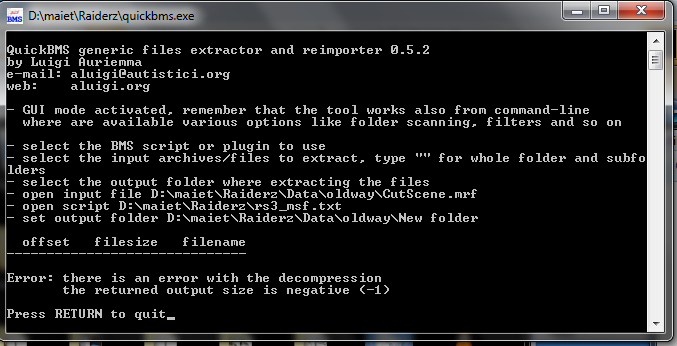 D:\maiet\Raiderz\quickbms.exe
QuickBMS generic files extractor and reimporter 0.5.2
by Luigi Auriemma
e-mail: aluigi@autistici.org
web:    aluigi.org
- GUI mode activated, remember that the tool works also from command-line
  where are available various options like folder scanning, filters and so on
- select the BMS script or plugin to use
- select the input archives/files to extract, type "" for whole folder and subfo
lders
- select the output folder where extracting the files
- open input file D:\maiet\Raiderz\Data\oldway\CutScene.mrf
- open script D:\maiet\Raiderz\rs3_msf.txt
- set output folder D:\maiet\Raiderz\Data\oldway\New folder
  offset   filesize   filename
------------------------------
Error: there is an error with the decompression
       the returned output size is negative (-1)
Press RETURN to quit_